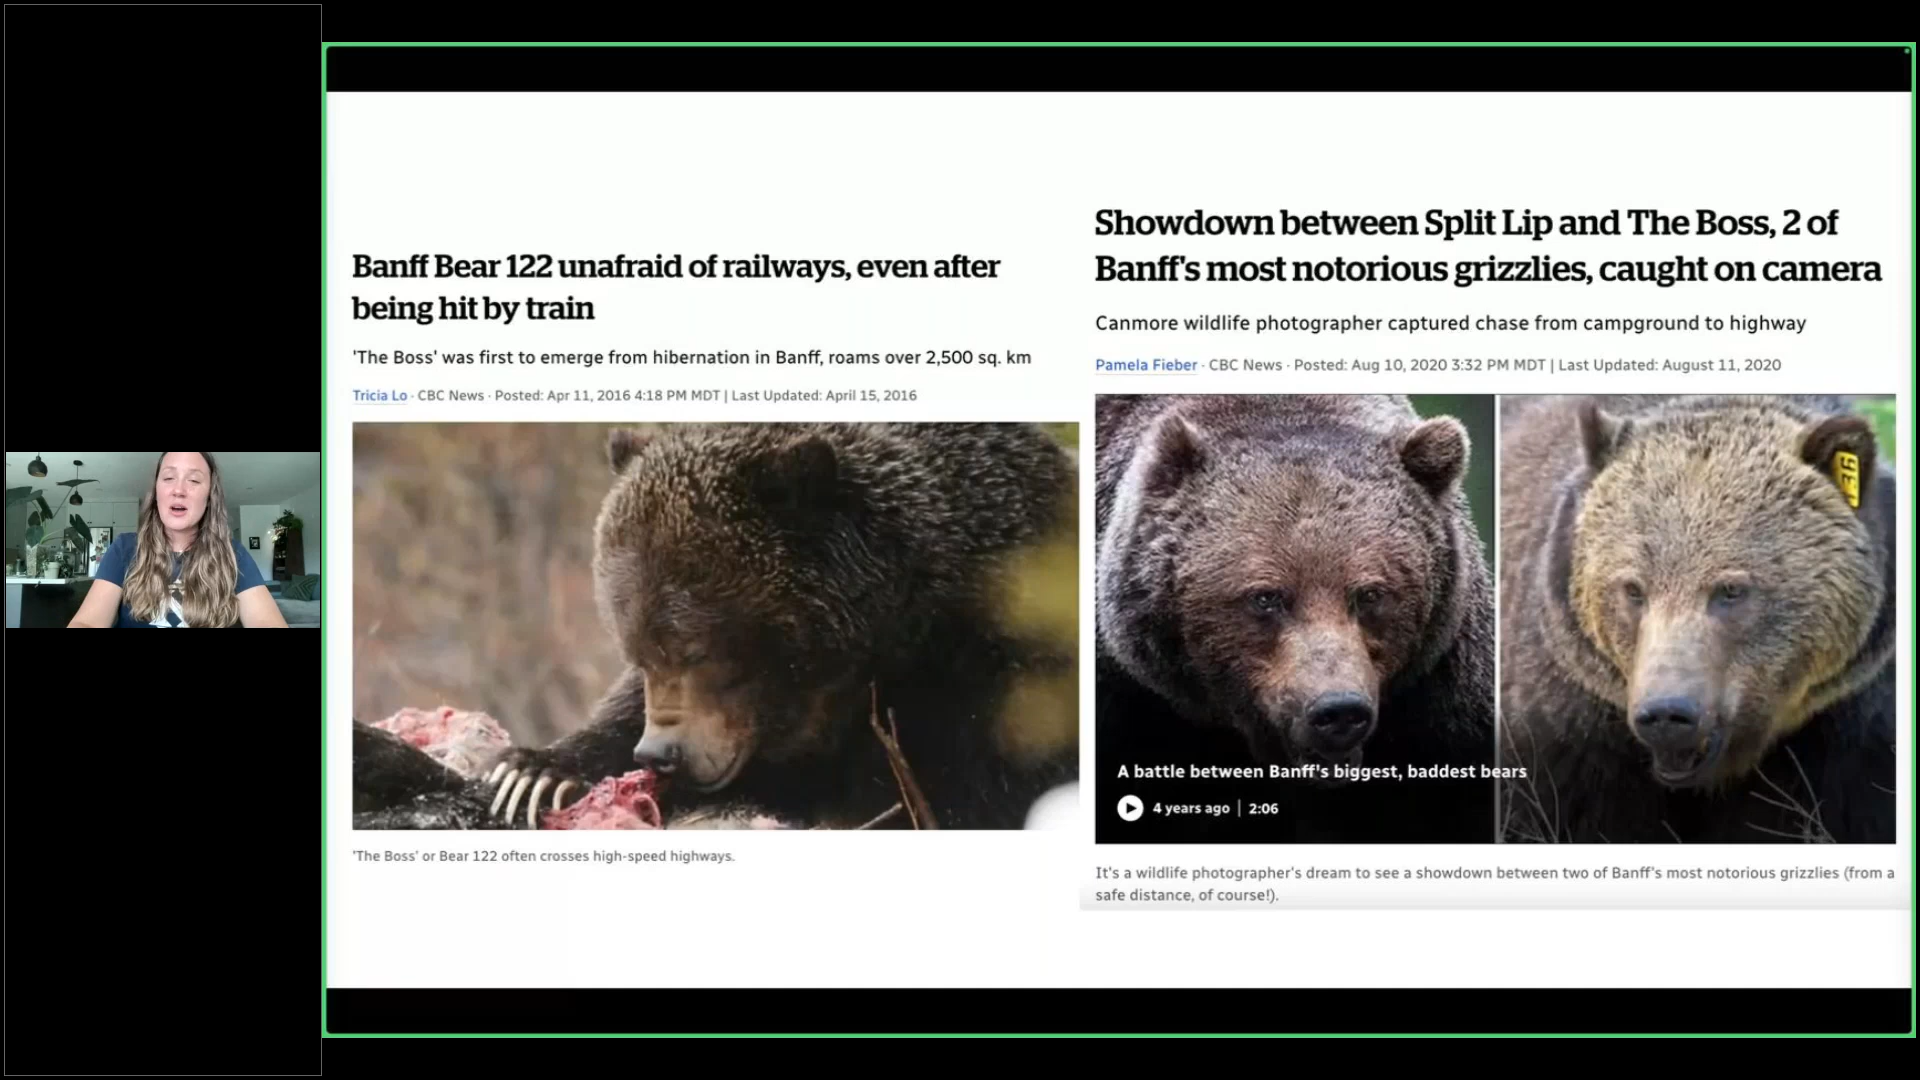 Banff Bear 122 unafraid of railways, even after
being hit by train
'The Boss' was first to emerge from hibernation in Banff, roams over 2,500 sq. km
Tricia Lo · CBC News · Posted: Apr 11, 2016 4:18 PM MDT | Last Updated: April 15, 2016
'The Boss' or Bear 122 often crosses high-speed highways.
Showdown between Split Lip and The Boss, 2 of
Banff's most notorious grizzlies, caught on camera
Canmore wildlife photographer captured chase from campground to highway
Pamela Fieber · CBC News · Posted: Aug 10, 2020 3:32 PM MDT | Last Updated: August 11, 2020
136
A battle between Banff's biggest, baddest bears
4 years ago | 2:06
It's a wildlife photographer's dream to see a showdown between two of Banff's most notorious grizzlies (from a
safe distance, of course!).